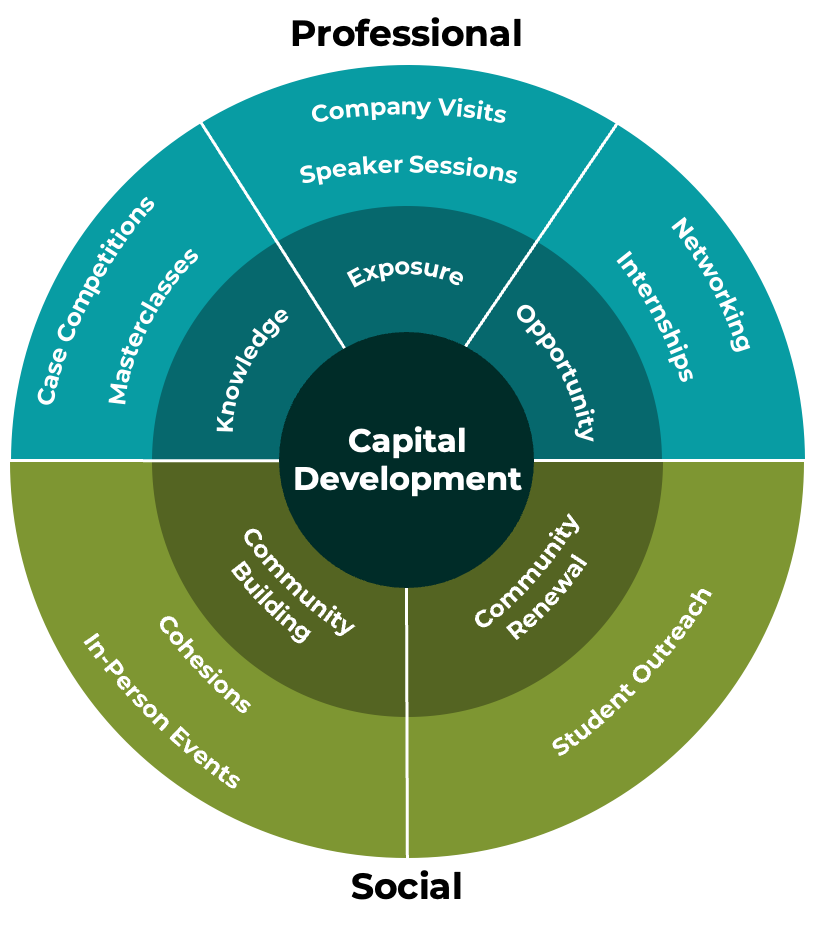 Professional
Company Visits
Speaker Sessions
Exposure
Case Competitions
Masterclasses
Knowledge
Networking
Internships
Opportunity
Capital
Development
Community
Building
Cohesions
In-Person Events
Community
Renewal
Student Outreach
Social